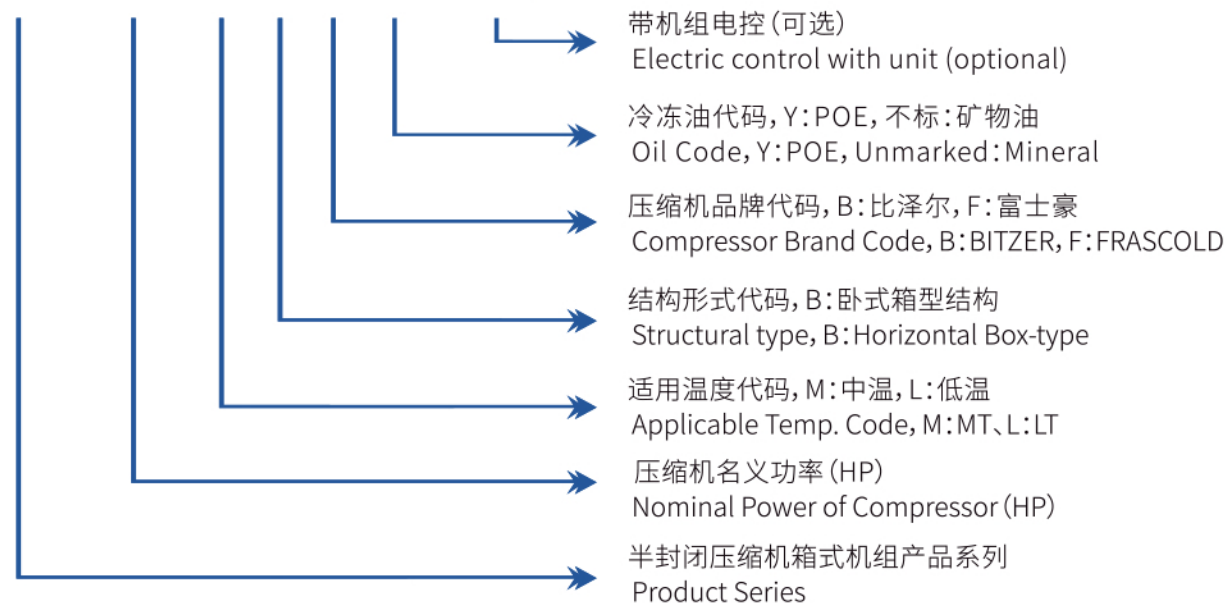 带机组电控(可选)
Electric control with unit (optional)
冷冻油代码,Y:POE,不标:矿物油
Oil Code,Y:POE,Unmarked:Mineral
压缩机品牌代码,B:比泽尔,F:富士豪
Compressor Brand Code,B:BITZER,F:FRASCOLD
结构形式代码,B:卧式箱型结构
Structural type,B:Horizontal Box-type
适用温度代码,M:中温,L:低温
Applicable Temp. Code,M:MT、L:LT
压缩机名义功率(HP)
Nominal Power of Compressor(HP)
半封闭压缩机箱式机组产品系列
Product Series